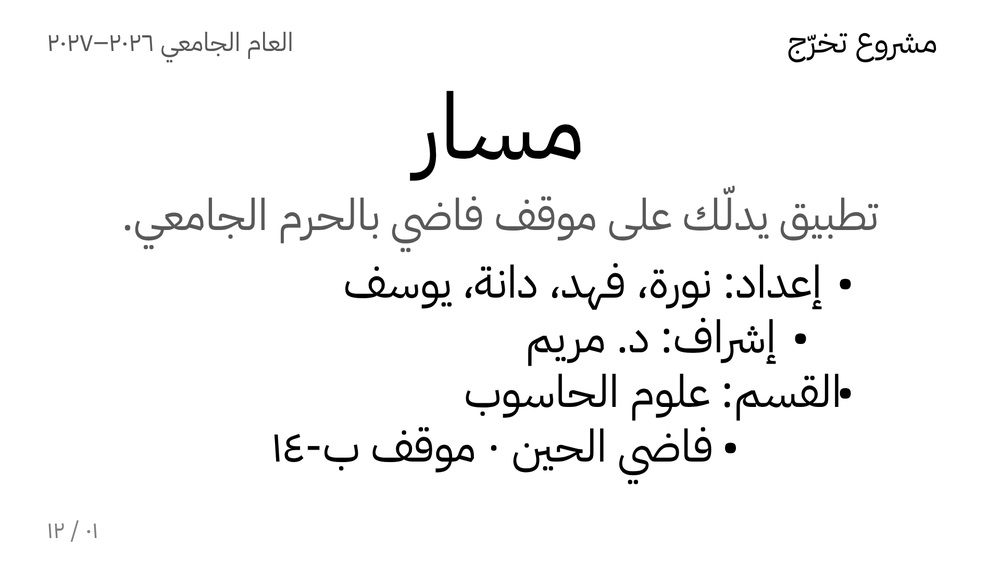 مشروع تخرّج
العام الجامعي ٢٠٢٦–٢٠٢٧
مسار
تطبيق يدلّك على موقف فاضي بالحرم الجامعي.
• إعداد: نورة، فهد، دانة، يوسف
• إشراف: د. مريم
• القسم: علوم الحاسوب
• فاضي الحين · موقف ب-١٤
٠١ / ١٢